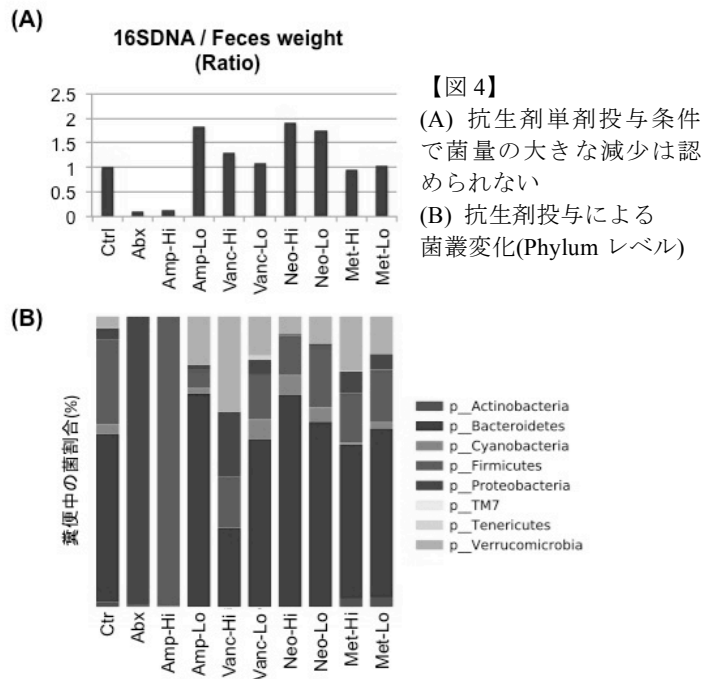 (A)
16SDNA / Feces weight
(Ratio)
2.5
2
1.5
1
0.5
0
Ctrl
Abx
Amp-Hi
Amp-Lo
Vanc-Hi
Vanc-Lo
Neo-Hi
Neo-Lo
Met-Hi
Met-Lo
【図 4】
(A) 抗生剤単剤投与条件
で菌量の大きな減少は認
められない
(B) 抗生剤投与による
菌叢変化(Phylum レベル)
(B)
糞便中の菌割合(%)
Ctr
Abx
Amp-Hi
Amp-Lo
Vanc-Hi
Vanc-Lo
Neo-Hi
Neo-Lo
Met-Hi
Met-Lo
p__Actinobacteria
p__Bacteroidetes
p__Cyanobacteria
p__Firmicutes
p__Proteobacteria
p__TM7
p__Tenericutes
p__Verrucomicrobia